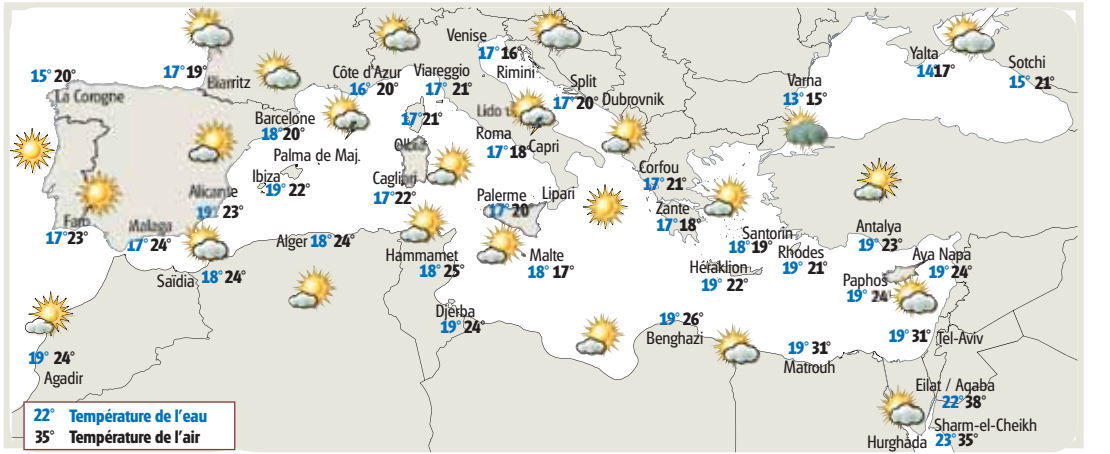 Venise
17° 16°
Rimini
Yalta
14 17°
Sotchi
15° 21°
15° 20°
La Corogne
17° 19°
Biarritz
Côte d'Azur
16° 20°
Viareggio
17° 21°
Split
17° 20°
Dubrovnik
Varna
13° 15°
Barcelone
18° 20°
17° 21°
Lido
Roma
17° 18°
Capri
Palma de Maj.
Ibiza
19° 22°
Cagliari
17° 22°
Corfou
17° 21°
Alicante
19 23°
Palerme
17° 20°
Lipari
Zante
17° 18°
Santorin
18° 19°
Antalya
19° 23°
Faro
17° 23°
Malaga
17° 24°
Alger 18° 24°
Hammamet
18° 25°
Malte
18° 17°
Héraklion
19° 22°
Rhodes
19° 21°
Aya Napa
19° 24°
Paphos
19° 24
Saïdia
18° 24°
Djerba
19° 24°
19° 26°
Benghazi
19° 31°
Matrouh
19° 31°
Tel-Aviv
19° 24°
Agadir
Eilat / Aqaba
22° 38°
Sharm-el-Cheikh
23° 35°
Hurghada
22° Température de l'eau
35° Température de l'air